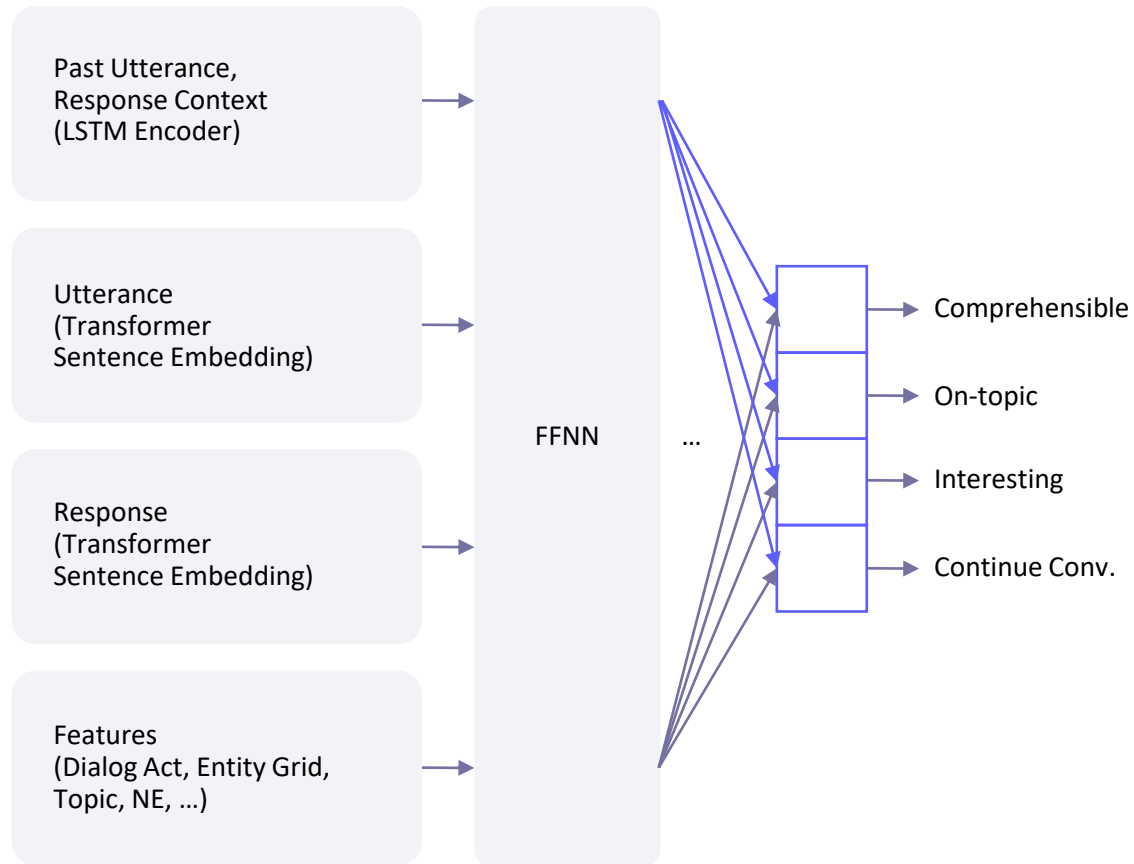 Past Utterance,
Response Context
(LSTM Encoder)
Utterance
(Transformer
Sentence Embedding)
Response
(Transformer
Sentence Embedding)
Features
(Dialog Act, Entity Grid,
Topic, NE, …)
FFNN
…
Comprehensible
On-topic
Interesting
Continue Conv.